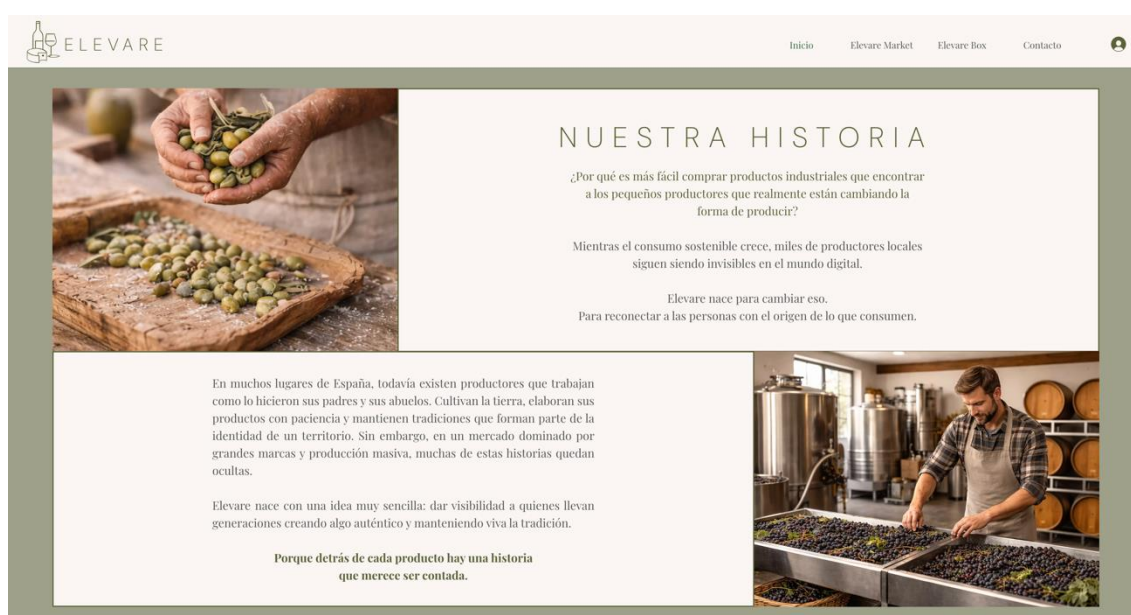 ELEVARE
Inicio
Elevare Market
Elevare Box
Contacto
NUESTRA HISTORIA
¿Por qué es más fácil comprar productos industriales que encontrar
a los pequeños productores que realmente están cambiando la
forma de producir?
Mientras el consumo sostenible crece, miles de productores locales
siguen siendo invisibles en el mundo digital.
Elevare nace para cambiar eso.
Para reconectar a las personas con el origen de lo que consumen.
En muchos lugares de España, todavía existen productores que trabajan
como lo hicieron sus padres y sus abuelos. Cultivan la tierra, elaboran sus
productos con paciencia y mantienen tradiciones que forman parte de la
identidad de un territorio. Sin embargo, en un mercado dominado por
grandes marcas y producción masiva, muchas de estas historias quedan
ocultas.
Elevare nace con una idea muy sencilla: dar visibilidad a quienes llevan
generaciones creando algo auténtico y manteniendo viva la tradición.
Porque detrás de cada producto hay una historia
que merece ser contada.